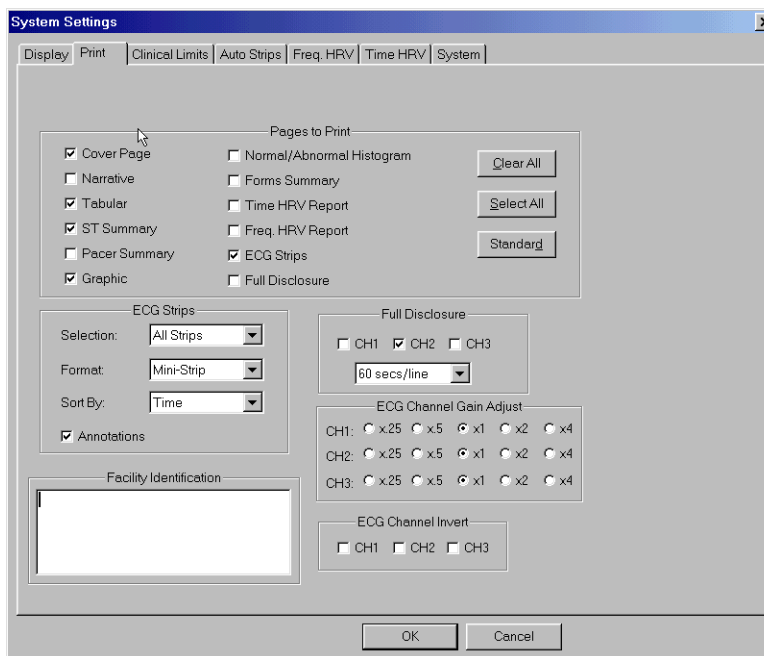 System Settings
Display Print Clinical Limits Auto Strips Freq. HRV Time HRV System
Pages to Print
Cover Page
Narrative
Tabular
ST Summary
Pacer Summary
Graphic
Normal/Abnormal Histogram
Forms Summary
Time HRV Report
Freq. HRV Report
ECG Strips
Full Disclosure
Clear All
Select All
Standard
ECG Strips
Selection: All Strips
Format: Mini-Strip
Sort By: Time
Annotations
Full Disclosure
CH1 CH2 CH3
60 secs/line
ECG Channel Gain Adjust
CH1: x.25 x.5 x1 x2 x4
CH2: x.25 x.5 x1 x2 x4
CH3: x.25 x.5 x1 x2 x4
Facility Identification
ECG Channel Invert
CH1 CH2 CH3
OK Cancel